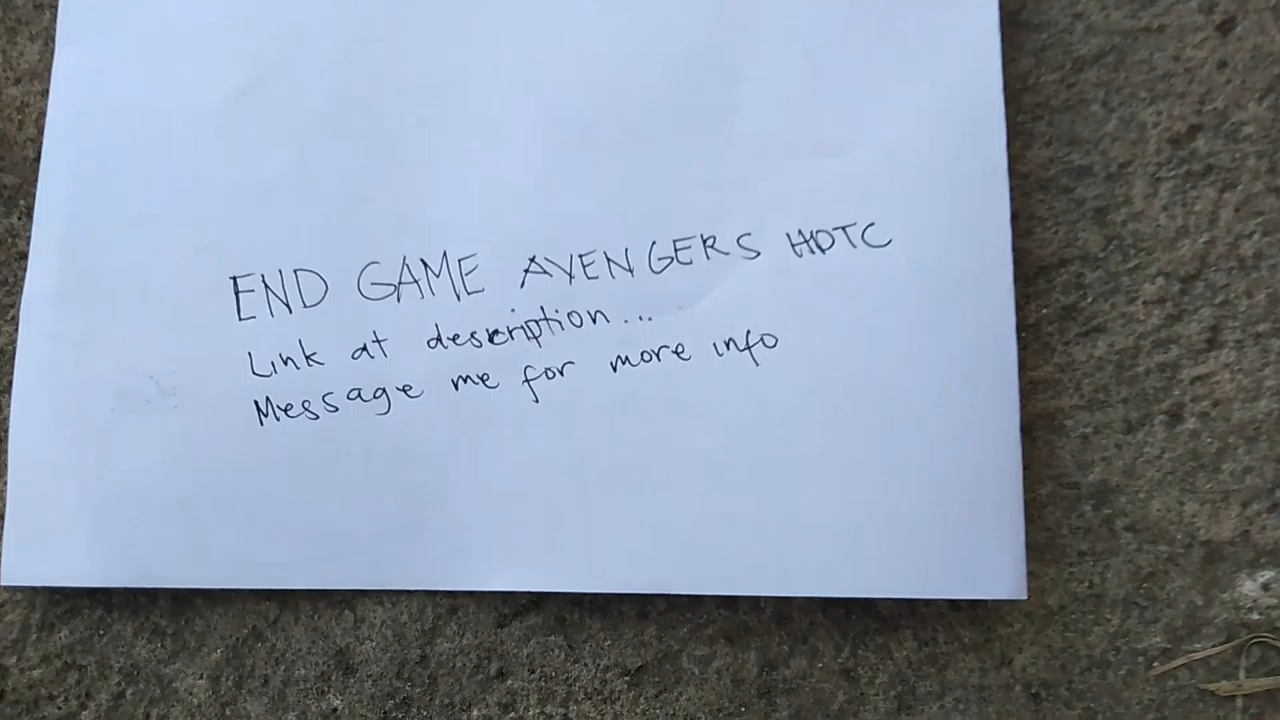 END GAME AVENGERS HDTC
Link at description...
Message me for more info